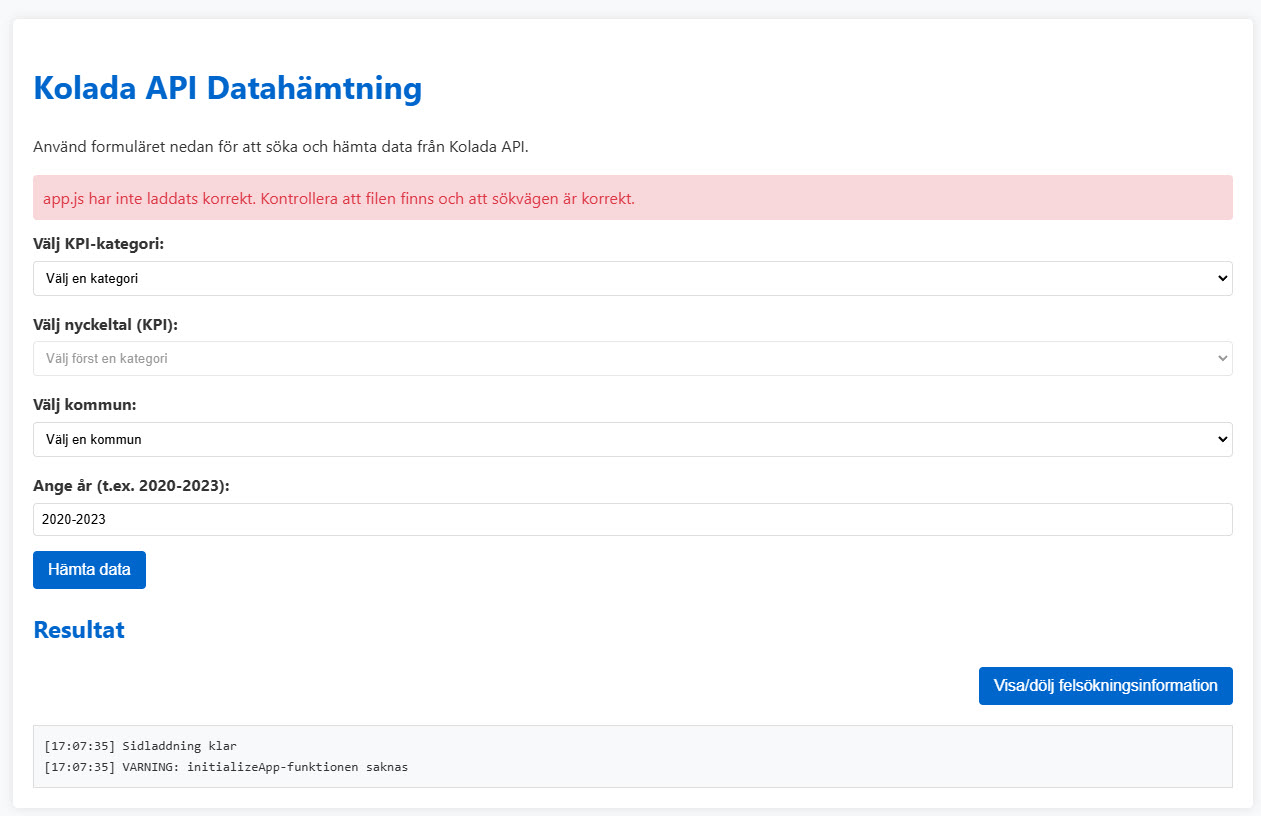 Kolada API Datahämtning
Använd formuläret nedan för att söka och hämta data från Kolada API.
app.js har inte laddats korrekt. Kontrollera att filen finns och att sökvägen är korrekt.
Välj KPI-kategori:
Välj en kategori
Välj nyckeltal (KPI):
Välj först en kategori
Välj kommun:
Välj en kommun
Ange år (t.ex. 2020-2023):
2020-2023
Hämta data
Resultat
Visa/dölj felsökningsinformation
[17:07:35] Sidladdning klar
[17:07:35] VARNING: initializeApp-funktionen saknas